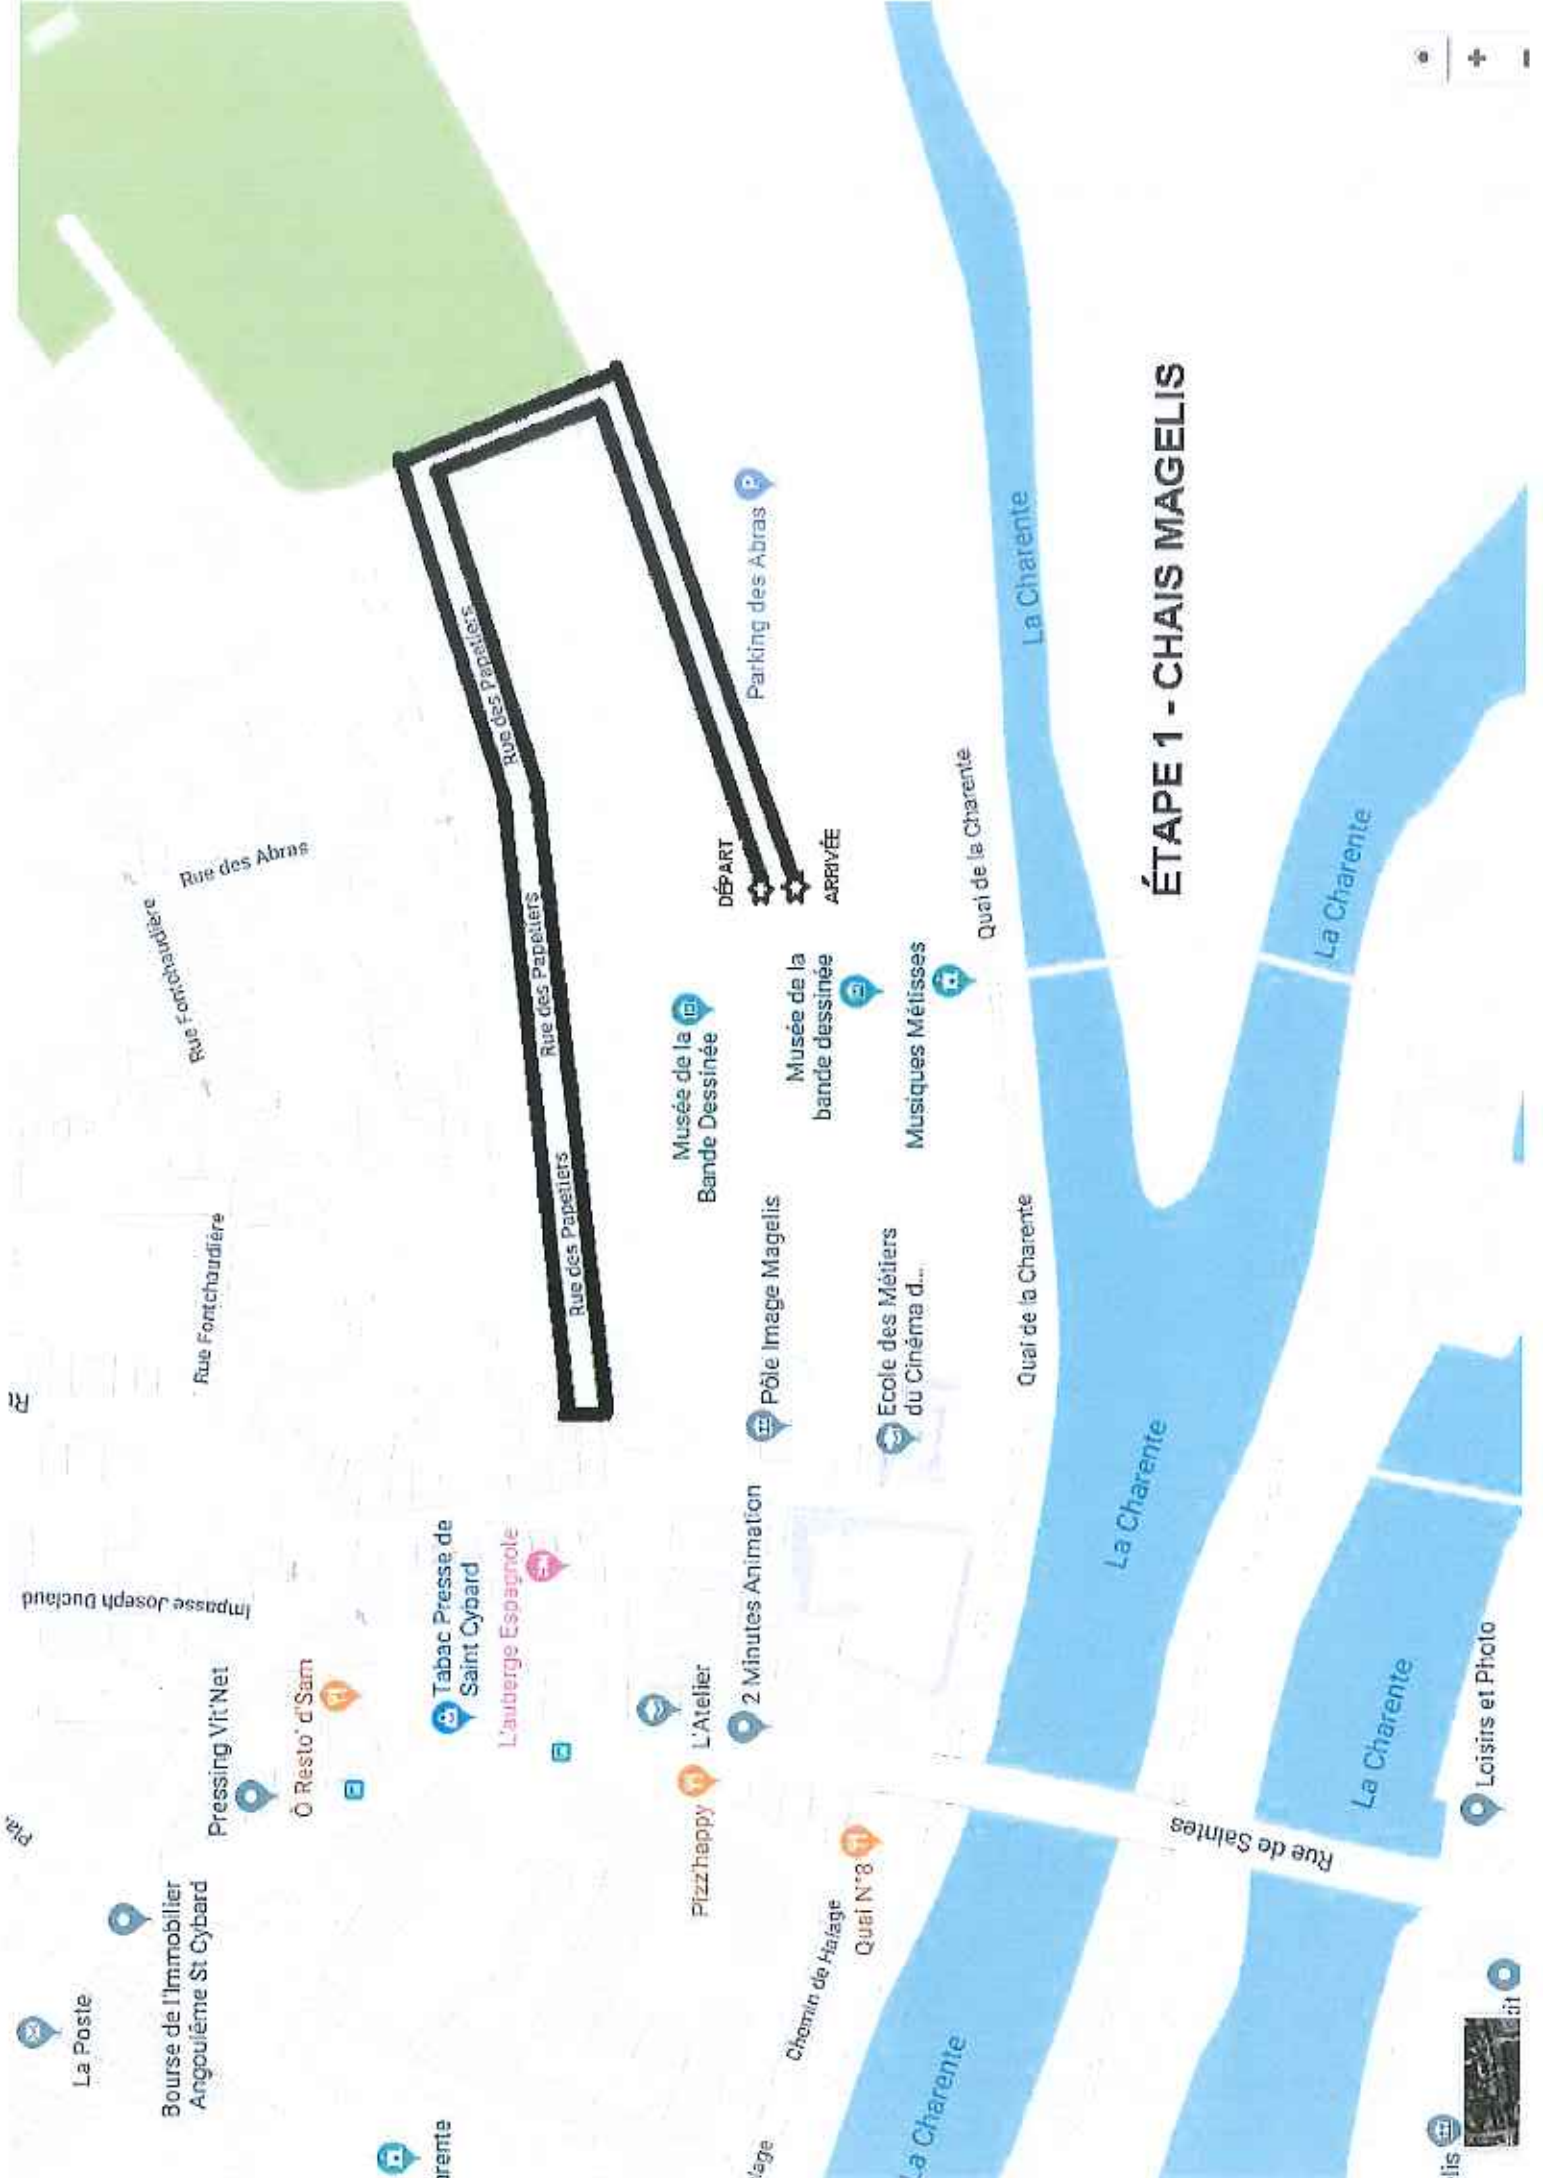 ÉTAPE 1 - CHAIS MAGELIS
DÉPART
ARRIVÉE
La Poste
Bourse de l'Immobilier
Angoulême St Cybard
Pressing Vit'Net
Ô Resto' d'Sam
Impasse Joseph Duclaud
Rue Fontchaudière
Rue Fontchaudière
Rue des Abras
Tabac Presse de
Saint Cybard
L'auberge Espagnole
Rue des Papetiers
Rue des Papetiers
Rue des Papetiers
Pizz'happy
L'Atelier
2 Minutes Animation
Pôle Image Magelis
Musée de la
Bande Dessinée
Musée de la
bande dessinée
Parking des Abras
Ecole des Métiers
du Cinéma d...
Musiques Métisses
Chemin de Halage
Quai N°8
Quai de la Charente
Quai de la Charente
La Charente
La Charente
La Charente
La Charente
La Charente
Rue de Saintes
Loisirs et Photo